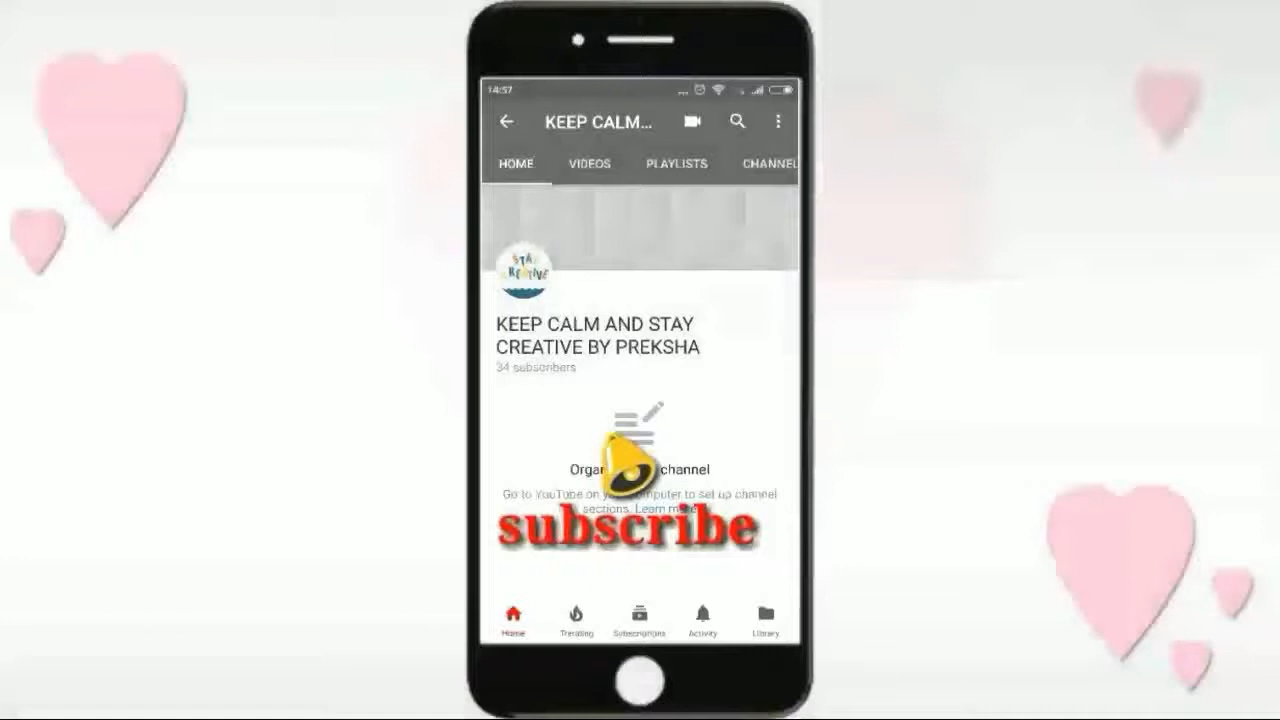 14:57
KEEP CALM...
HOME VIDEOS PLAYLISTS CHANNEL
STAY
CREATIVE
KEEP CALM AND STAY
CREATIVE BY PREKSHA
34 subscribers
channel
Go to YouTube on computer to set up channel
sections. Learn
subscribe
Home Trending Subscriptions Activity Library